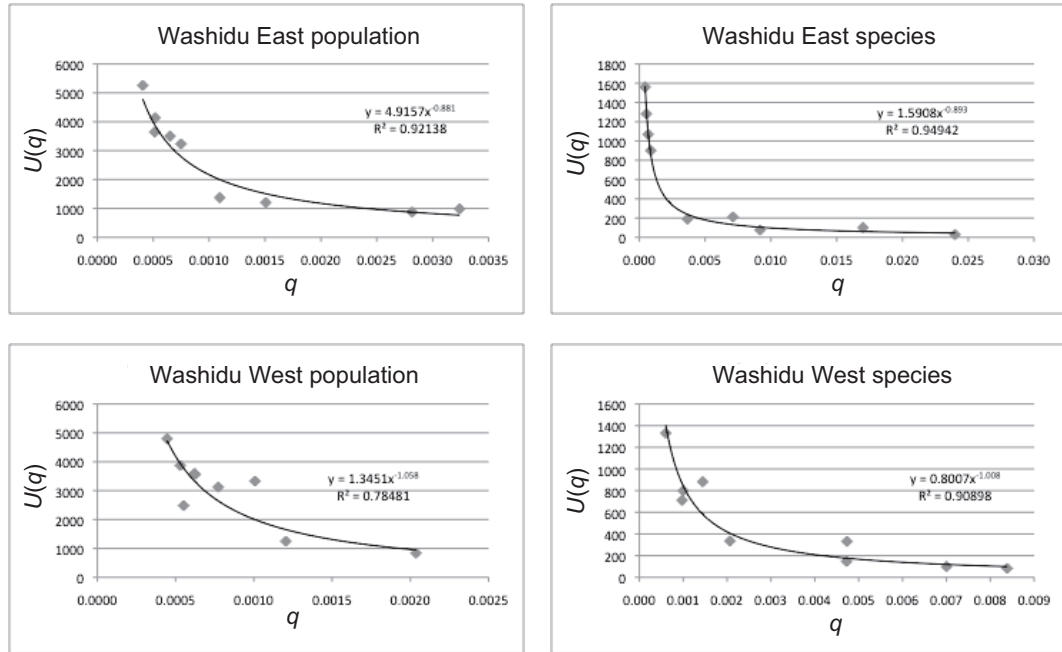 Washidu East population
6000
5000
4000
3000
2000
1000
0
U(q)
y = 4.9157x^-0.881
R² = 0.92138
0.0000 0.0005 0.0010 0.0015 0.0020 0.0025 0.0030 0.0035
q
Washidu East species
1800
1600
1400
1200
1000
800
600
400
200
0
U(q)
y = 1.5908x^-0.893
R² = 0.94942
0.000 0.005 0.010 0.015 0.020 0.025 0.030
q
Washidu West population
6000
5000
4000
3000
2000
1000
0
U(q)
y = 1.3451x^-1.058
R² = 0.78481
0.0000 0.0005 0.0010 0.0015 0.0020 0.0025
q
Washidu West species
1600
1400
1200
1000
800
600
400
200
0
U(q)
y = 0.8007x^-1.008
R² = 0.90898
0.000 0.001 0.002 0.003 0.004 0.005 0.006 0.007 0.008 0.009
q